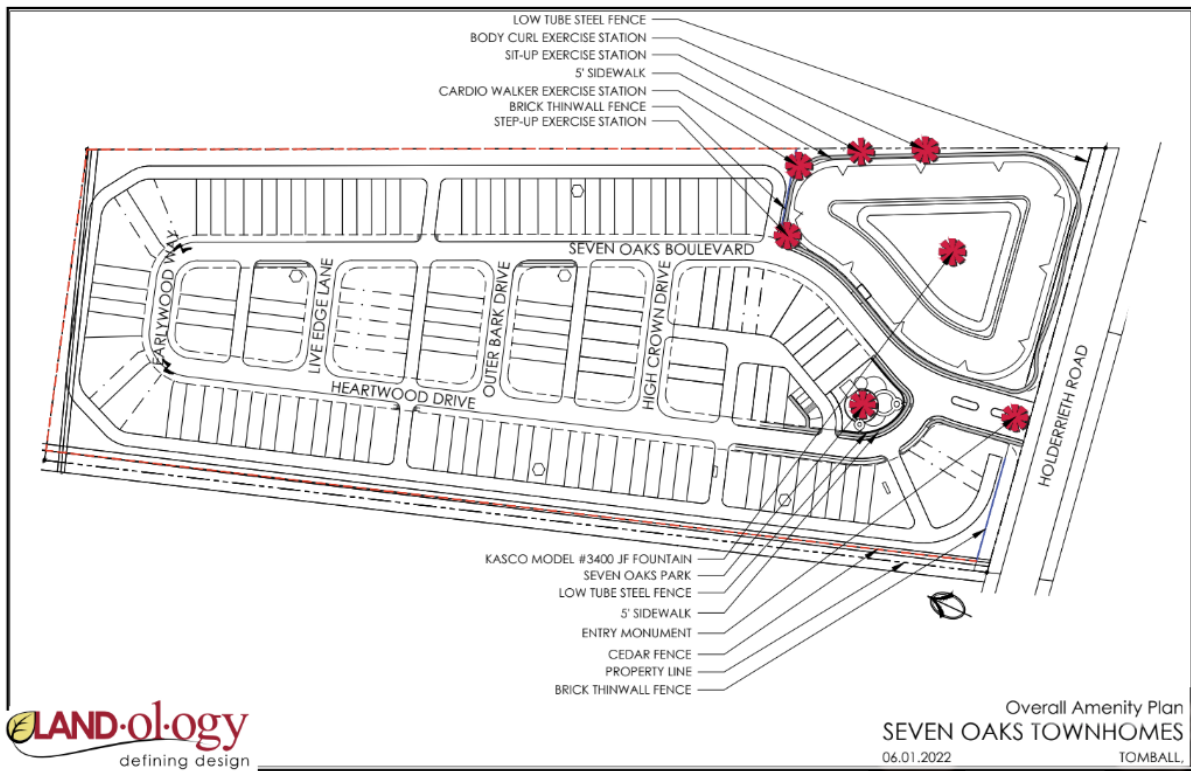 LOW TUBE STEEL FENCE
BODY CURL EXERCISE STATION
SIT-UP EXERCISE STATION
5' SIDEWALK
CARDIO WALKER EXERCISE STATION
BRICK THINWALL FENCE
STEP-UP EXERCISE STATION
SEVEN OAKS BOULEVARD
EARLYWOOD WAY
LIVE EDGE LANE
OUTER BARK DRIVE
HIGH CROWN DRIVE
HEARTWOOD DRIVE
HOLDERRIETH ROAD
KASCO MODEL #3400 JF FOUNTAIN
SEVEN OAKS PARK
LOW TUBE STEEL FENCE
5' SIDEWALK
ENTRY MONUMENT
CEDAR FENCE
PROPERTY LINE
BRICK THINWALL FENCE
LAND·ol·ogy
defining design
Overall Amenity Plan
SEVEN OAKS TOWNHOMES
06.01.2022 TOMBALL,